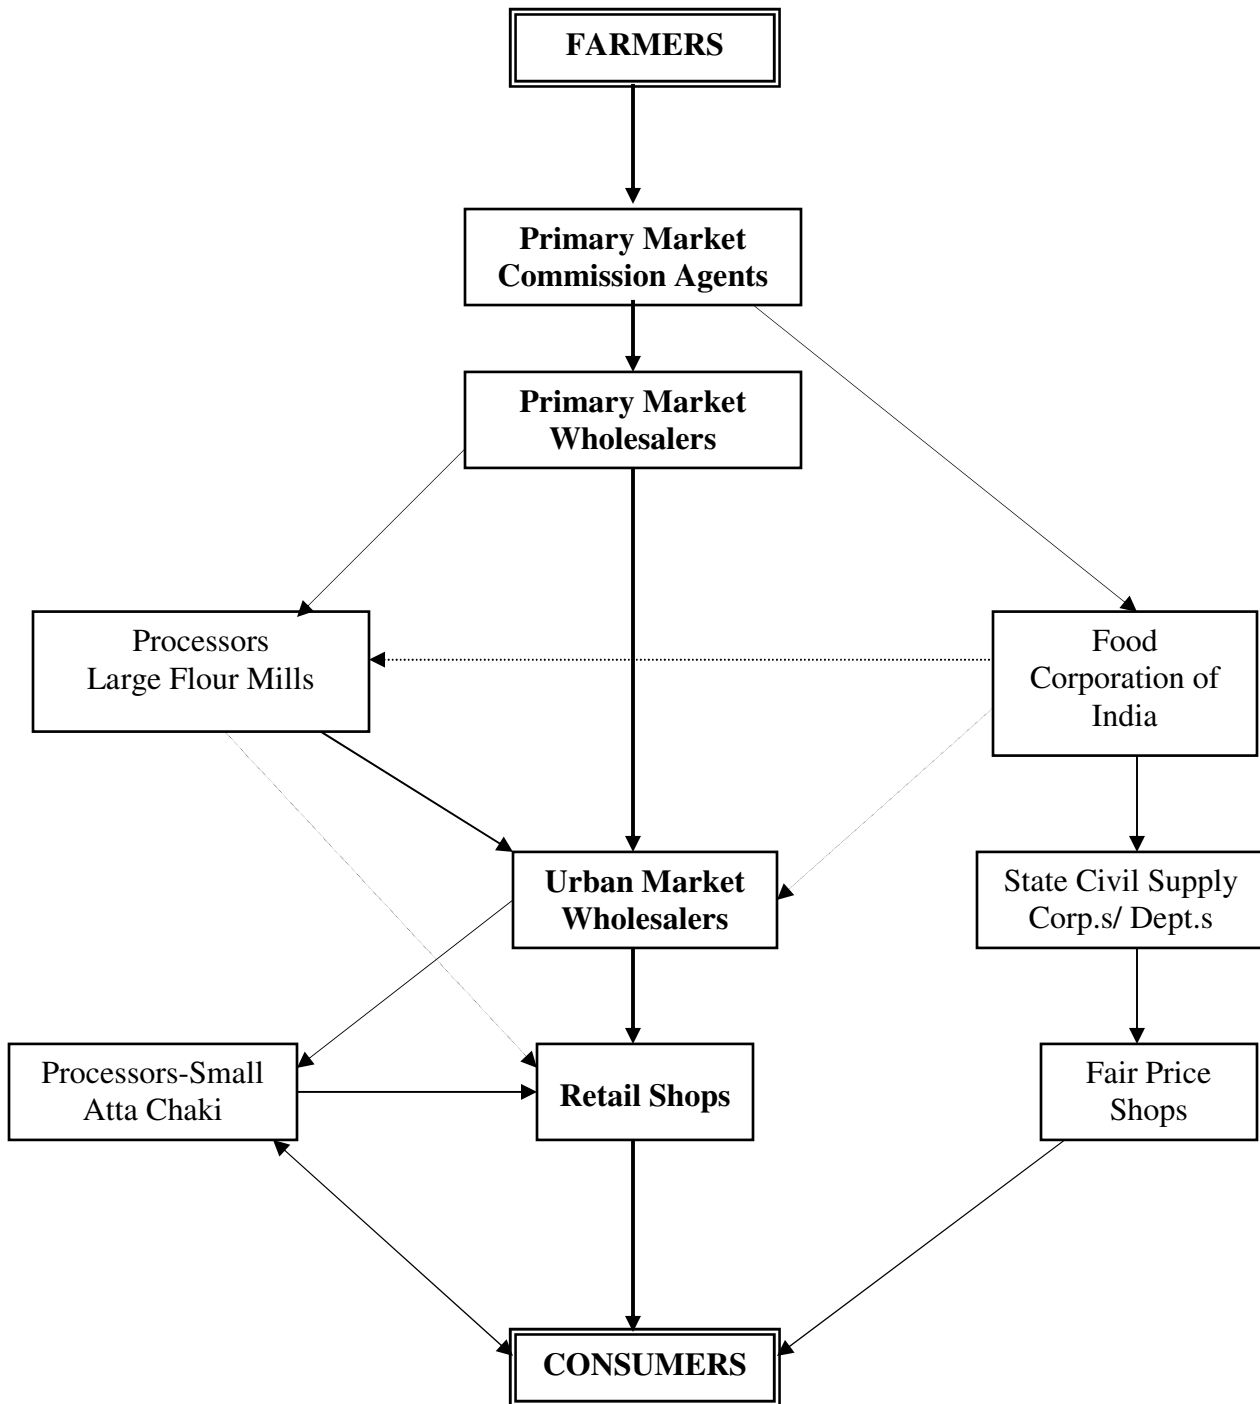 FARMERS
Primary Market
Commission Agents
Primary Market
Wholesalers
Processors
Large Flour Mills
Food
Corporation of
India
Urban Market
Wholesalers
State Civil Supply
Corp.s/ Dept.s
Processors-Small
Atta Chaki
Retail Shops
Fair Price
Shops
CONSUMERS